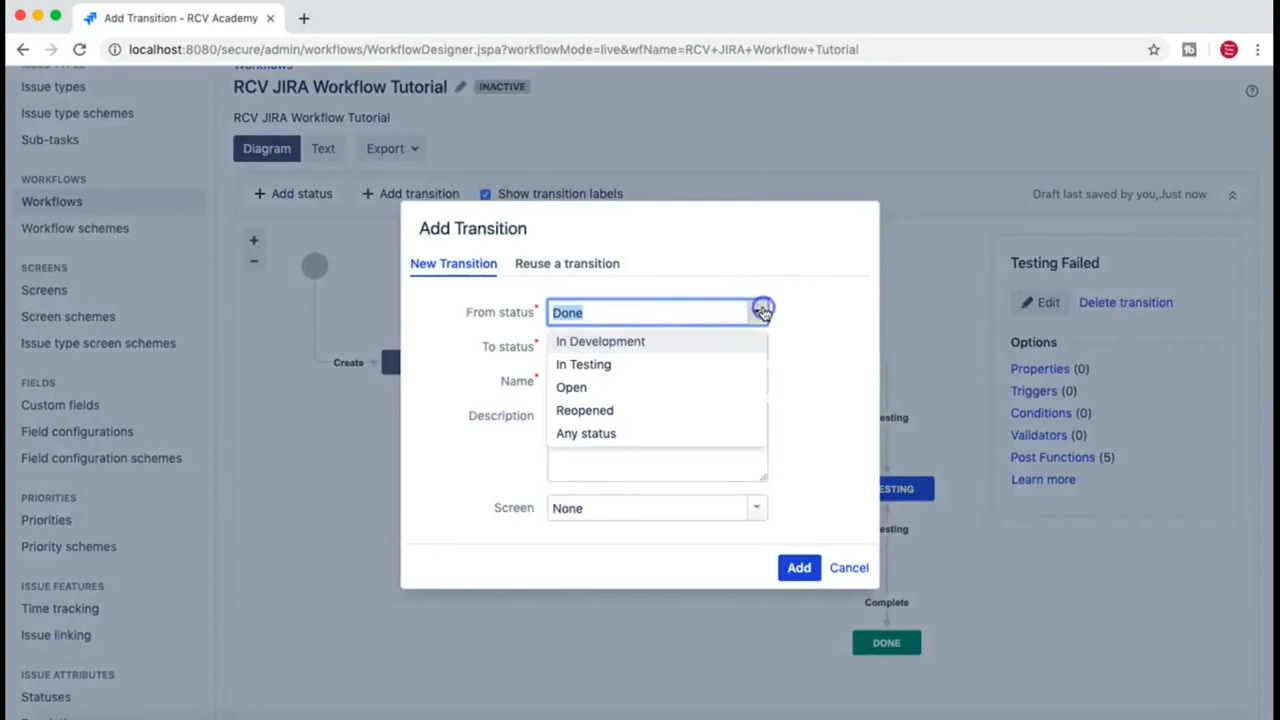 Add Transition - RCV Academy
localhost:8080/secure/admin/workflows/WorkflowDesigner.jspa?workflowMode=live&wfName=RCV+JIRA+Workflow+Tutorial
Issue types
Issue type schemes
Sub-tasks
WORKFLOWS
Workflows
Workflow schemes
SCREENS
Screens
Screen schemes
Issue type screen schemes
FIELDS
Custom fields
Field configurations
Field configuration schemes
PRIORITIES
Priorities
Priority schemes
ISSUE FEATURES
Time tracking
Issue linking
ISSUE ATTRIBUTES
Statuses
RCV JIRA Workflow Tutorial INACTIVE
RCV JIRA Workflow Tutorial
Diagram Text Export
+ Add status + Add transition Show transition labels Draft last saved by you,Just now
+
-
Create
Add Transition
New Transition Reuse a transition
From status* Done
In Development
In Testing
Open
Reopened
Any status
To status*
Name*
Description
Screen None
Add Cancel
esting
ESTING
esting
Complete
DONE
Testing Failed
Edit Delete transition
Options
Properties (0)
Triggers (0)
Conditions (0)
Validators (0)
Post Functions (5)
Learn more